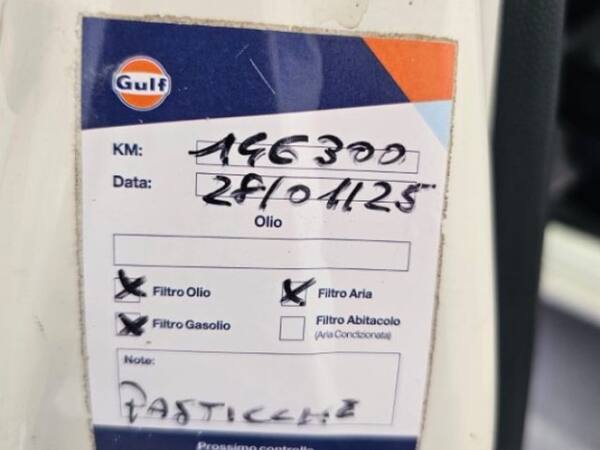 Gulf
KM: 146300
Data: 28/01/25
Olio
Filtro Olio
Filtro Aria
Filtro Gasolio
Filtro Abitacolo
(Aria Condizionata)
Note:
PASTICCHE
Prossimo controllo